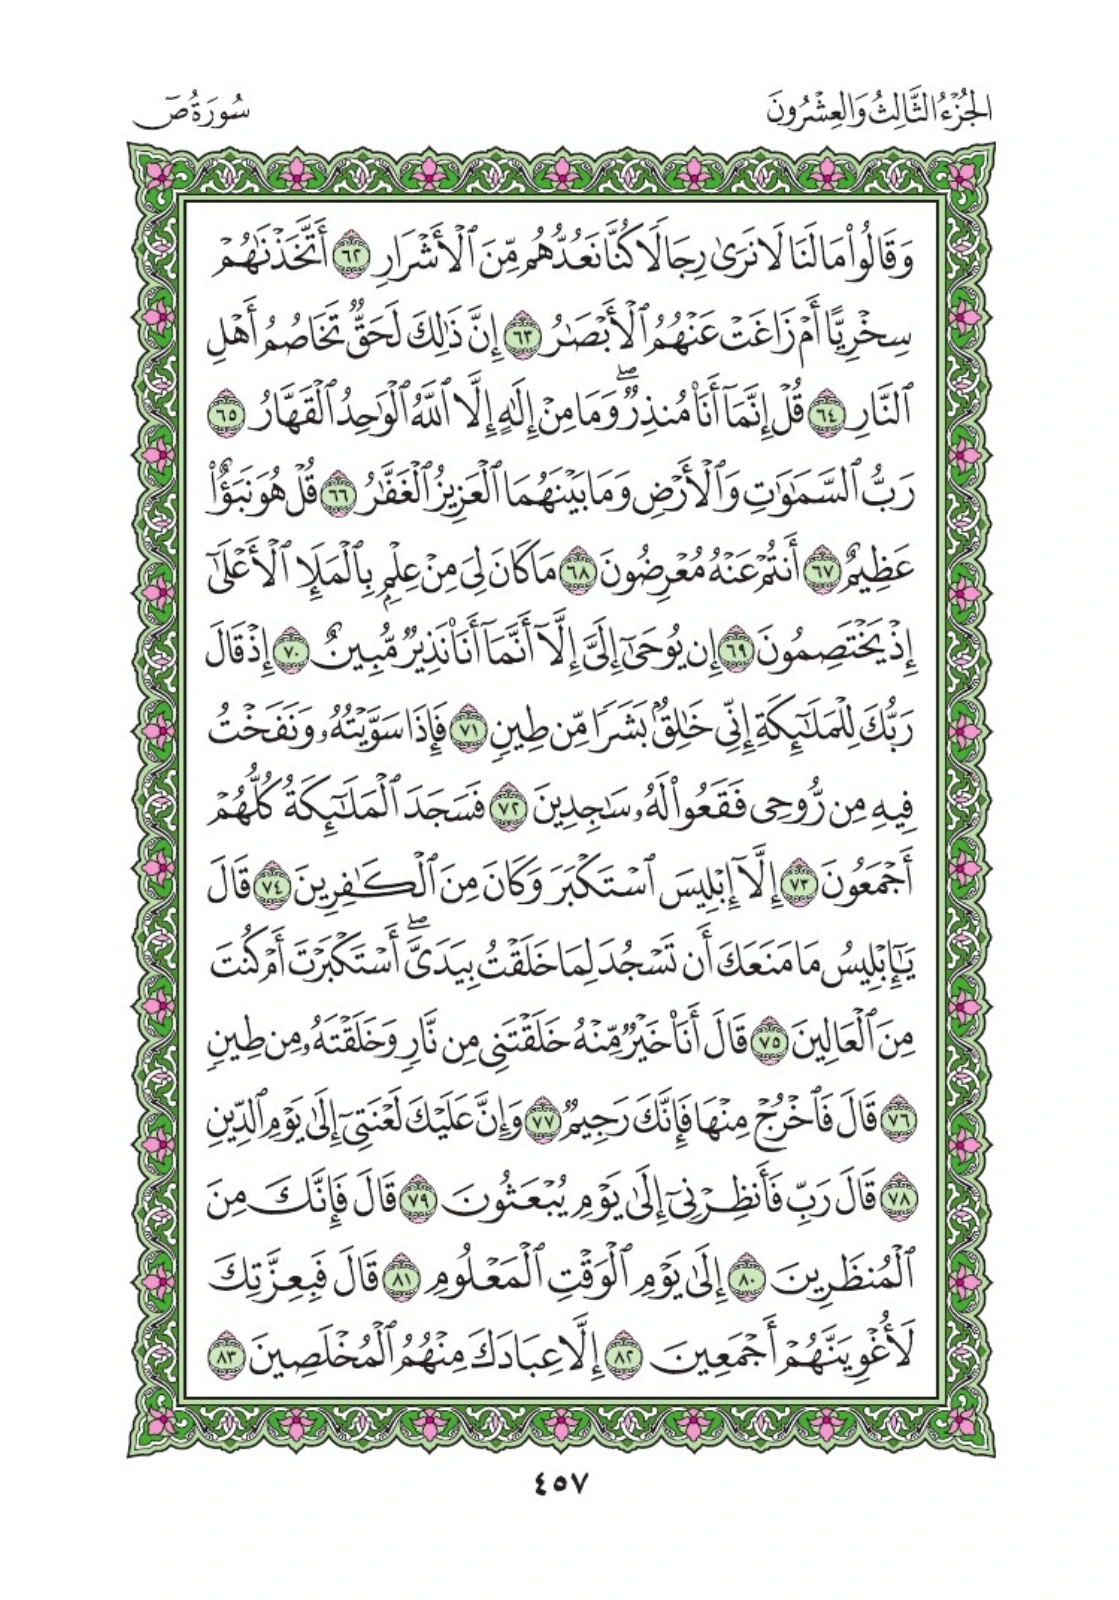 الجُزْءُ الثَّالِثُ وَالعِشْرُونَ
سُورَةُ صٓ
وَقَالُوا۟ مَا لَنَا لَا نَرَىٰ رِجَالًا كُنَّا نَعُدُّهُم مِّنَ ٱلْأَشْرَارِ ٦٢ أَتَّخَذْنَٰهُمْ
سِخْرِيًّا أَمْ زَاغَتْ عَنْهُمُ ٱلْأَبْصَٰرُ ٦٣ إِنَّ ذَٰلِكَ لَحَقٌّ تَخَاصُمُ أَهْلِ
ٱلنَّارِ ٦٤ قُلْ إِنَّمَآ أَنَا۠ مُنذِرٌۖ وَمَا مِنْ إِلَٰهٍ إِلَّا ٱللَّهُ ٱلْوَٰحِدُ ٱلْقَهَّارُ ٦٥
رَبُّ ٱلسَّمَٰوَٰتِ وَٱلْأَرْضِ وَمَا بَيْنَهُمَا ٱلْعَزِيزُ ٱلْغَفَّٰرُ ٦٦ قُلْ هُوَ نَبَؤٌا۟
عَظِيمٌ ٦٧ أَنتُمْ عَنْهُ مُعْرِضُونَ ٦٨ مَا كَانَ لِىَ مِنْ عِلْمٍۭ بِٱلْمَلَإِ ٱلْأَعْلَىٰٓ
إِذْ يَخْتَصِمُونَ ٦٩ إِن يُوحَىٰٓ إِلَىَّ إِلَّآ أَنَّمَآ أَنَا۠ نَذِيرٌ مُّبِينٌ ٧٠ إِذْ قَالَ
رَبُّكَ لِلْمَلَٰٓئِكَةِ إِنِّى خَٰلِقٌۢ بَشَرًا مِّن طِينٍ ٧١ فَإِذَا سَوَّيْتُهُۥ وَنَفَخْتُ
فِيهِ مِن رُّوحِى فَقَعُوا۟ لَهُۥ سَٰجِدِينَ ٧٢ فَسَجَدَ ٱلْمَلَٰٓئِكَةُ كُلُّهُمْ
أَجْمَعُونَ ٧٣ إِلَّآ إِبْلِيسَ ٱسْتَكْبَرَ وَكَانَ مِنَ ٱلْكَٰفِرِينَ ٧٤ قَالَ
يَٰٓإِبْلِيسُ مَا مَنَعَكَ أَن تَسْجُدَ لِمَا خَلَقْتُ بِيَدَىَّۖ أَسْتَكْبَرْتَ أَمْ كُنتَ
مِنَ ٱلْعَالِينَ ٧٥ قَالَ أَنَا۠ خَيْرٌ مِّنْهُ خَلَقْتَنِى مِن نَّارٍ وَخَلَقْتَهُۥ مِن طِينٍ
٧٦ قَالَ فَٱخْرُجْ مِنْهَا فَإِنَّكَ رَجِيمٌ ٧٧ وَإِنَّ عَلَيْكَ لَعْنَتِىٓ إِلَىٰ يَوْمِ ٱلدِّينِ
٧٨ قَالَ رَبِّ فَأَنظِرْنِىٓ إِلَىٰ يَوْمِ يُبْعَثُونَ ٧٩ قَالَ فَإِنَّكَ مِنَ
ٱلْمُنظَرِينَ ٨٠ إِلَىٰ يَوْمِ ٱلْوَقْتِ ٱلْمَعْلُومِ ٨١ قَالَ فَبِعِزَّتِكَ
لَأُغْوِيَنَّهُمْ أَجْمَعِينَ ٨٢ إِلَّا عِبَادَكَ مِنْهُمُ ٱلْمُخْلَصِينَ ٨٣
٤٥٧